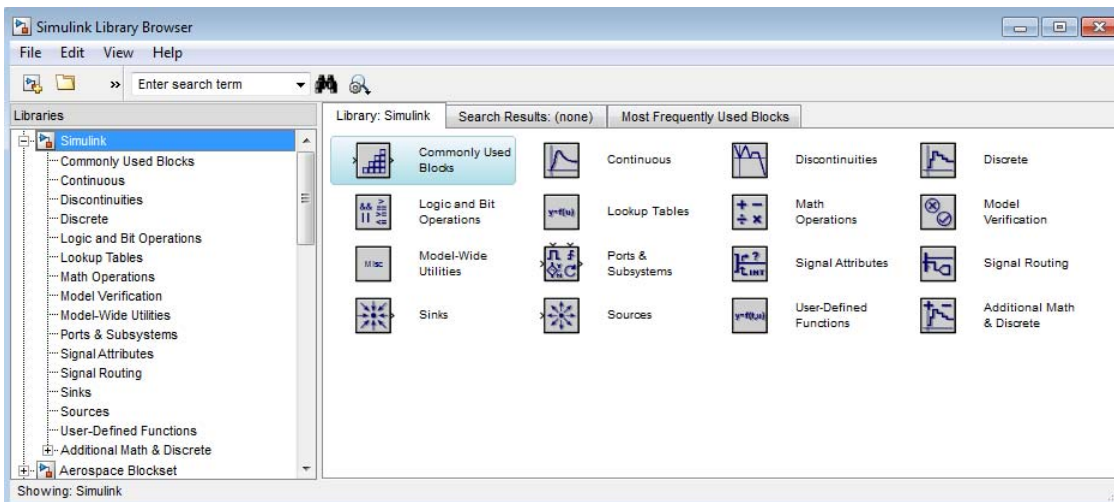 Simulink Library Browser
File Edit View Help
» Enter search term
Libraries
Simulink
Commonly Used Blocks
Continuous
Discontinuities
Discrete
Logic and Bit Operations
Lookup Tables
Math Operations
Model Verification
Model-Wide Utilities
Ports & Subsystems
Signal Attributes
Signal Routing
Sinks
Sources
User-Defined Functions
Additional Math & Discrete
Aerospace Blockset
Library: Simulink Search Results: (none) Most Frequently Used Blocks
Commonly Used
Blocks
Continuous
Discontinuities
Discrete
Logic and Bit
Operations
y=f(u)
Lookup Tables
Math
Operations
Model
Verification
Misc
Model-Wide
Utilities
Ports &
Subsystems
Signal Attributes
Signal Routing
Sinks
Sources
y=f(t,u)
User-Defined
Functions
Additional Math
& Discrete
Showing: Simulink